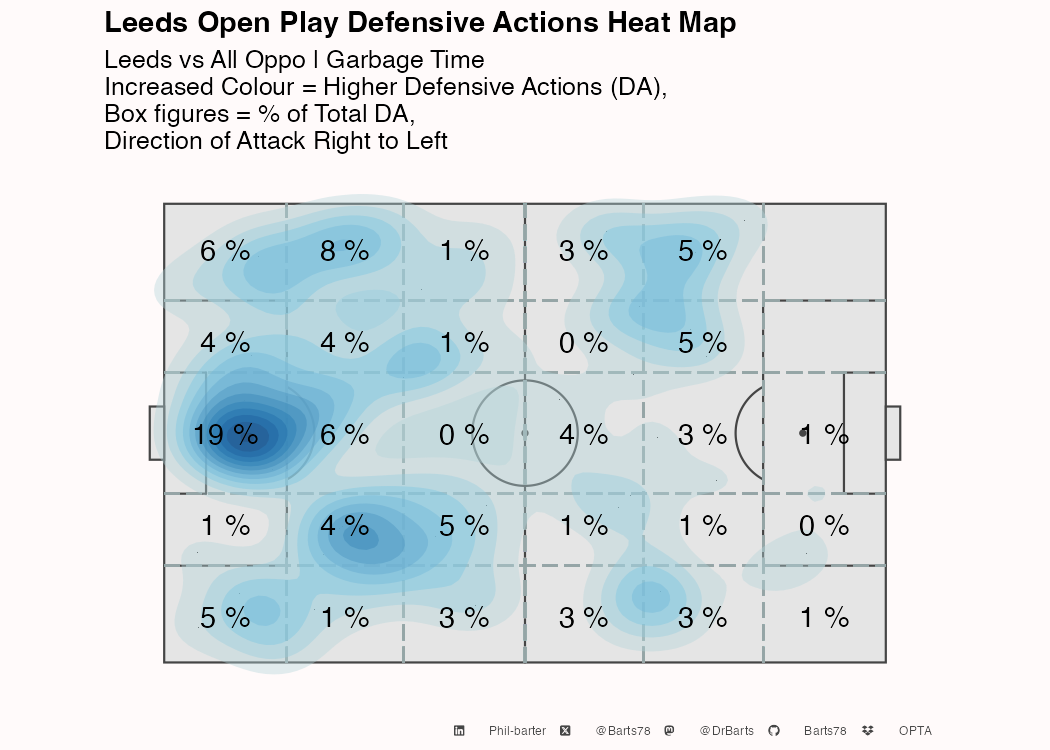 Leeds Open Play Defensive Actions Heat Map
Leeds vs All Oppo | Garbage Time
Increased Colour = Higher Defensive Actions (DA),
Box figures = % of Total DA,
Direction of Attack Right to Left
6 % 8 % 1 % 3 % 5 %
4 % 4 % 1 % 0 % 5 %
19 % 6 % 0 % 4 % 3 % 1 %
1 % 4 % 5 % 1 % 1 % 0 %
5 % 1 % 3 % 3 % 3 % 1 %
Phil-barter @Barts78 @DrBarts Barts78 OPTA